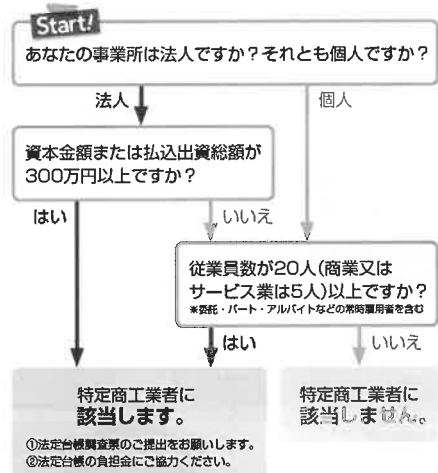 Start!
あなたの事業所は法人ですか？それとも個人ですか？
法人
個人
資本金額または払込出資総額が
300万円以上ですか？
はい
いいえ
従業員数が20人(商業又は
サービス業は5人)以上ですか？
※委託・パート・アルバイトなどの常時雇用者を含む
はい
いいえ
特定商工業者に
該当します。
①法定台帳調査票のご提出をお願いします。
②法定台帳の負担金にご協力ください。
特定商工業者に
該当しません。